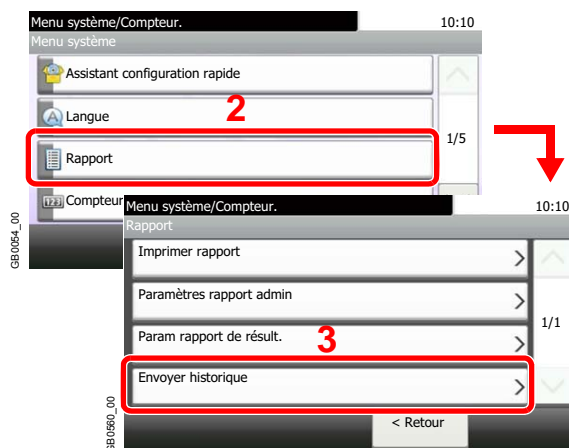 Menu système/Compteur. 10:10
Menu système
Assistant configuration rapide
Langue
2
1/5
Rapport
123 Compteur
GB0054_00
Menu système/Compteur. 10:10
Rapport
Imprimer rapport
Paramètres rapport admin
1/1
Param rapport de résult.
3
Envoyer historique
< Retour
GB0560_00